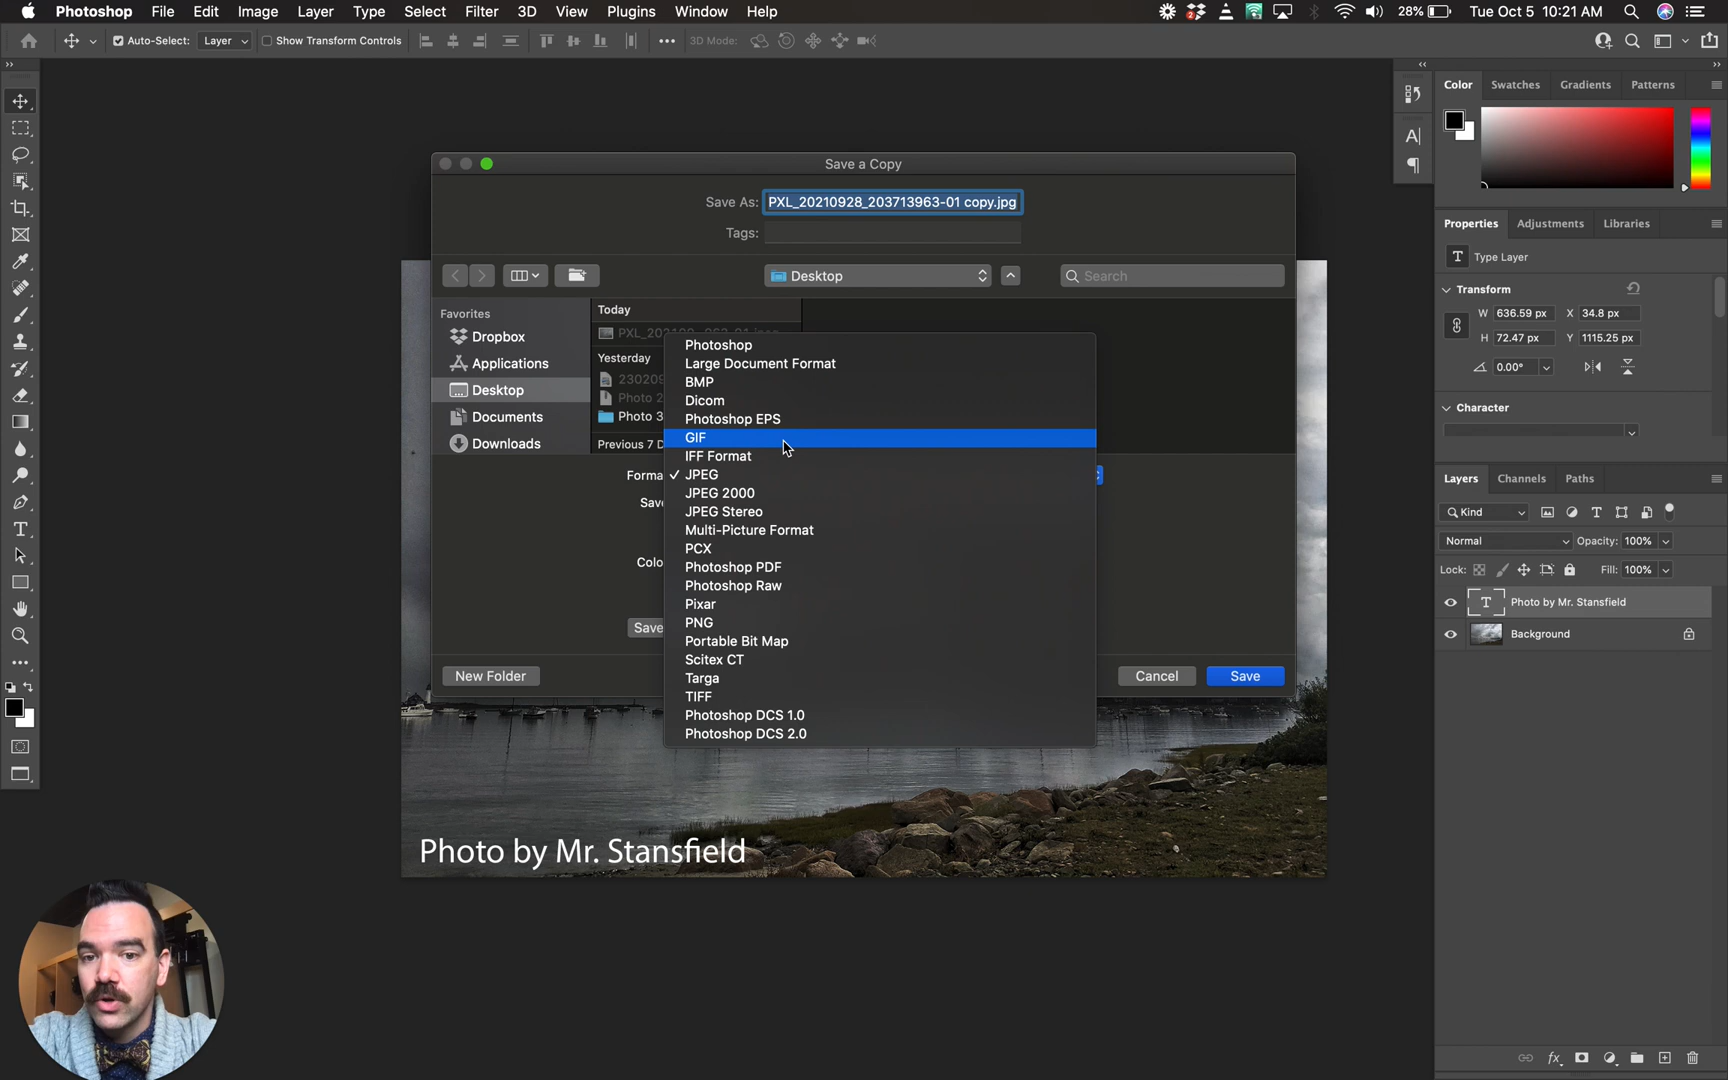 Photoshop File Edit Image Layer Type Select Filter 3D View Plugins Window Help 28% Tue Oct 5 10:21 AM
Auto-Select: Layer Show Transform Controls 3D Mode:
Color Swatches Gradients Patterns
Save a Copy
Save As: PXL_20210928_203713963-01 copy.jpg
Tags:
Desktop
Search
Favorites
Dropbox
Applications
Desktop
Documents
Downloads
Today
Yesterday
230209
Photo 2
Photo 3
Previous 7 D
Photoshop
Large Document Format
BMP
Dicom
Photoshop EPS
GIF
IFF Format
JPEG
JPEG 2000
JPEG Stereo
Multi-Picture Format
PCX
Photoshop PDF
Photoshop Raw
Pixar
PNG
Portable Bit Map
Scitex CT
Targa
TIFF
Photoshop DCS 1.0
Photoshop DCS 2.0
Forma
Save
Colo
Save
New Folder
Cancel Save
Photo by Mr. Stansfield
Properties Adjustments Libraries
T Type Layer
Transform
W 636.59 px X 34.8 px
H 72.47 px Y 1115.25 px
0.00°
Character
Layers Channels Paths
Kind
Normal Opacity: 100%
Lock: Fill: 100%
T Photo by Mr. Stansfield
Background
fx